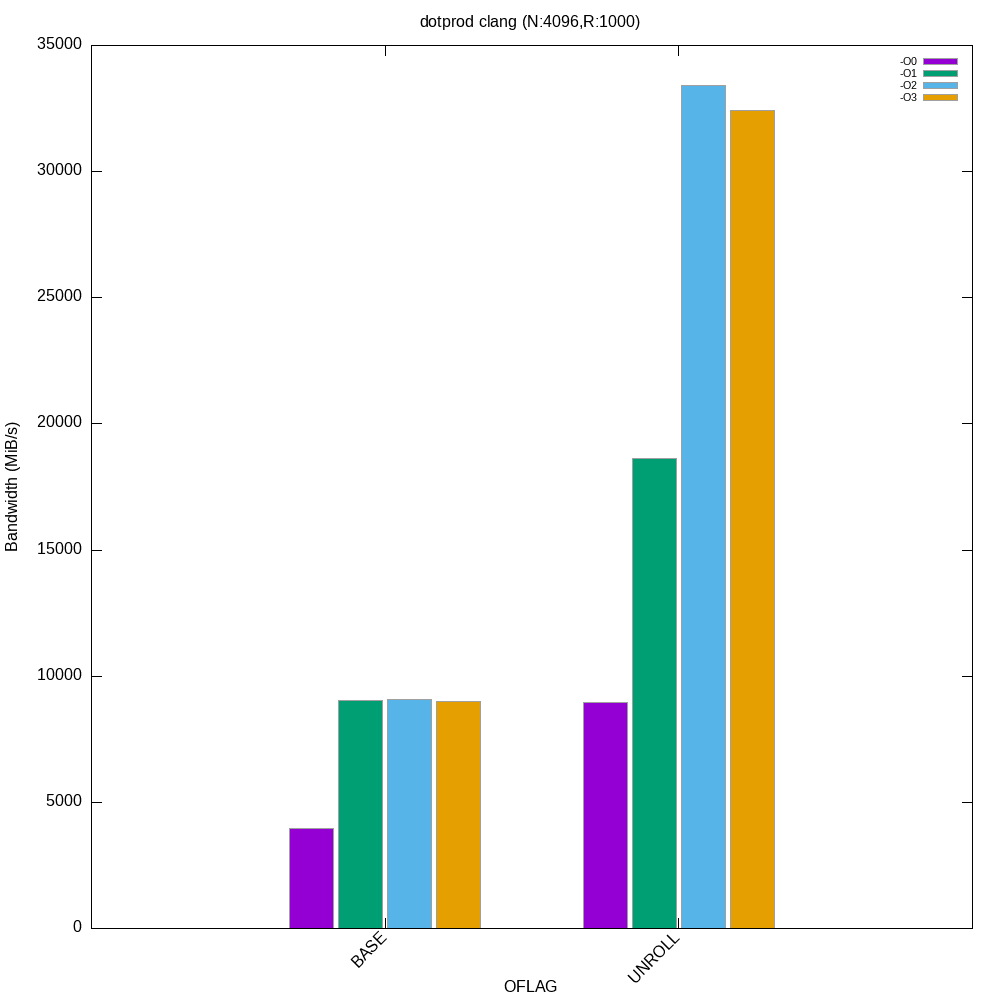 dotprod clang (N:4096,R:1000)
35000
30000
25000
20000
15000
10000
5000
0
Bandwidth (MiB/s)
-O0
-O1
-O2
-O3
BASE
UNROLL
OFLAG